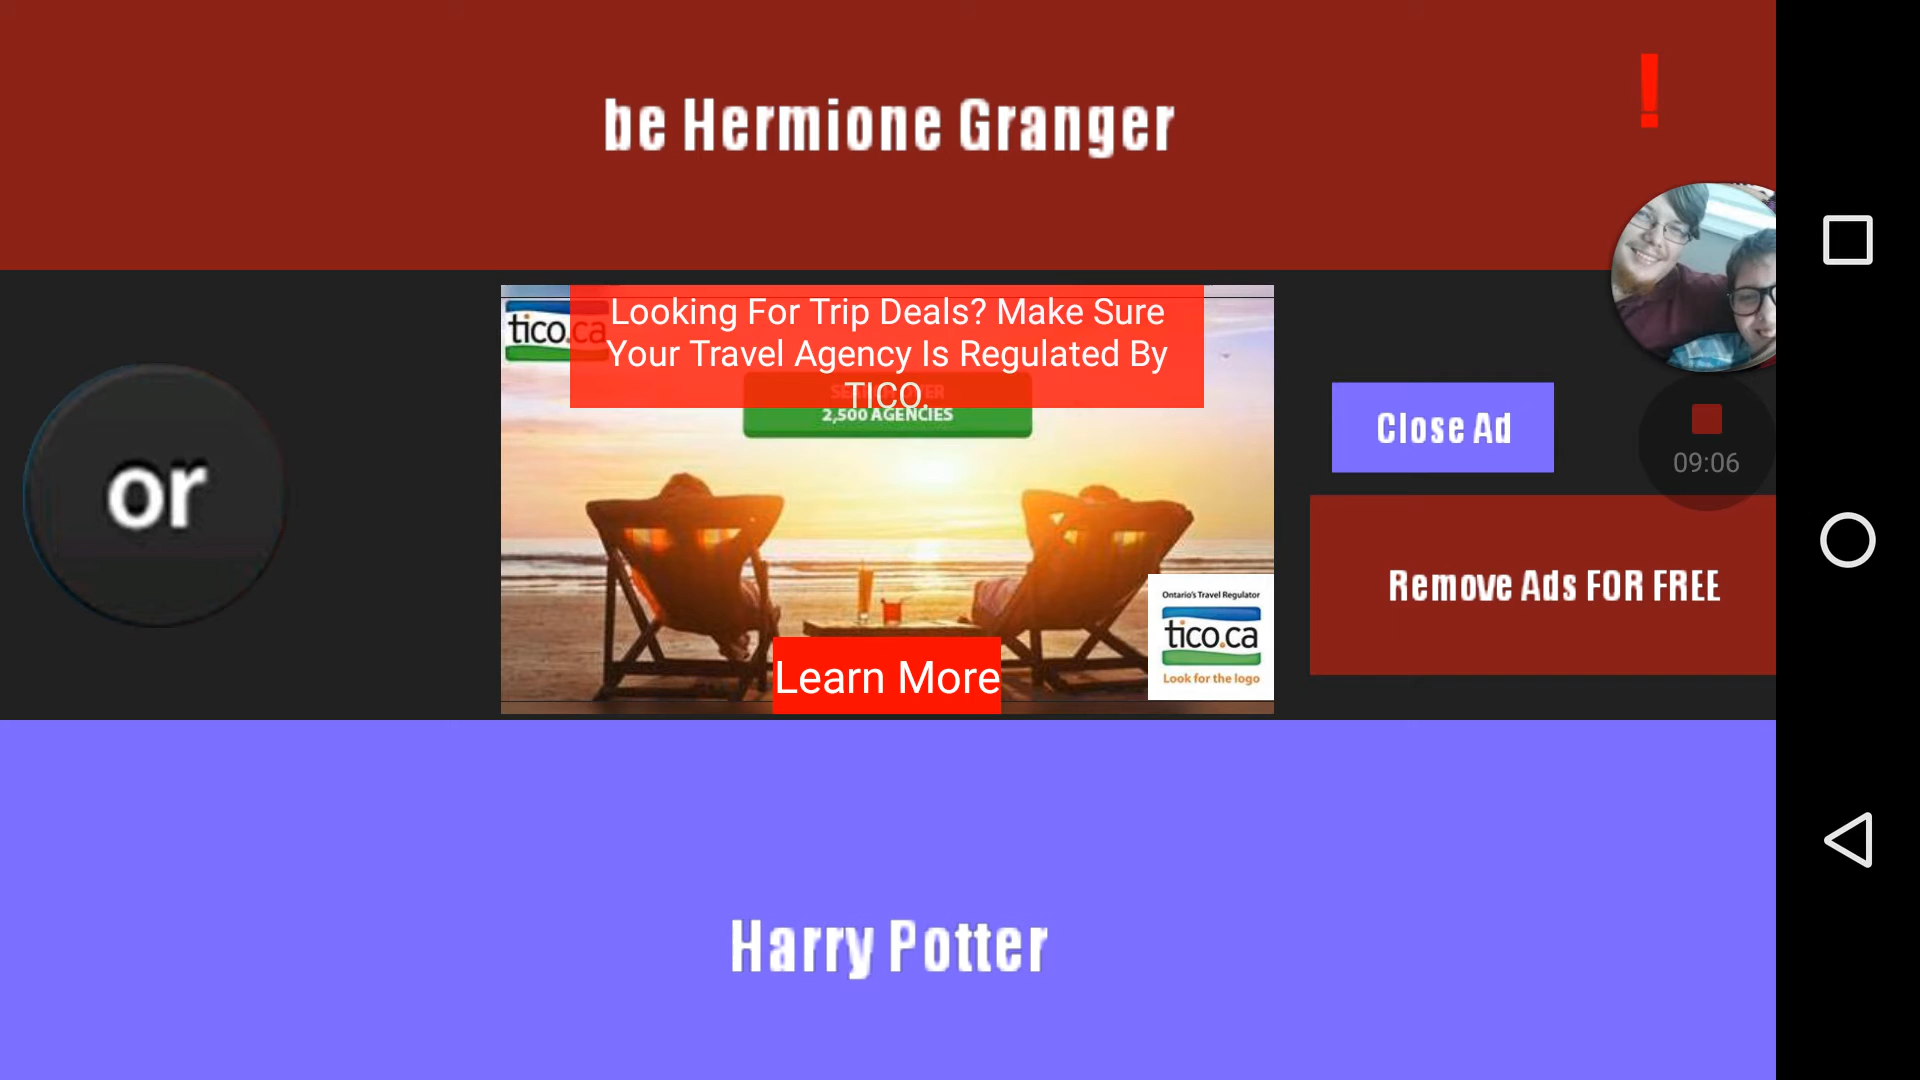 be Hermione Granger
!
tico.ca
Looking For Trip Deals? Make Sure
Your Travel Agency Is Regulated By
TICO.
2,500 AGENCIES
Close Ad
09:06
or
Remove Ads FOR FREE
Ontario's Travel Regulator
tico.ca
Look for the logo
Learn More
Harry Potter